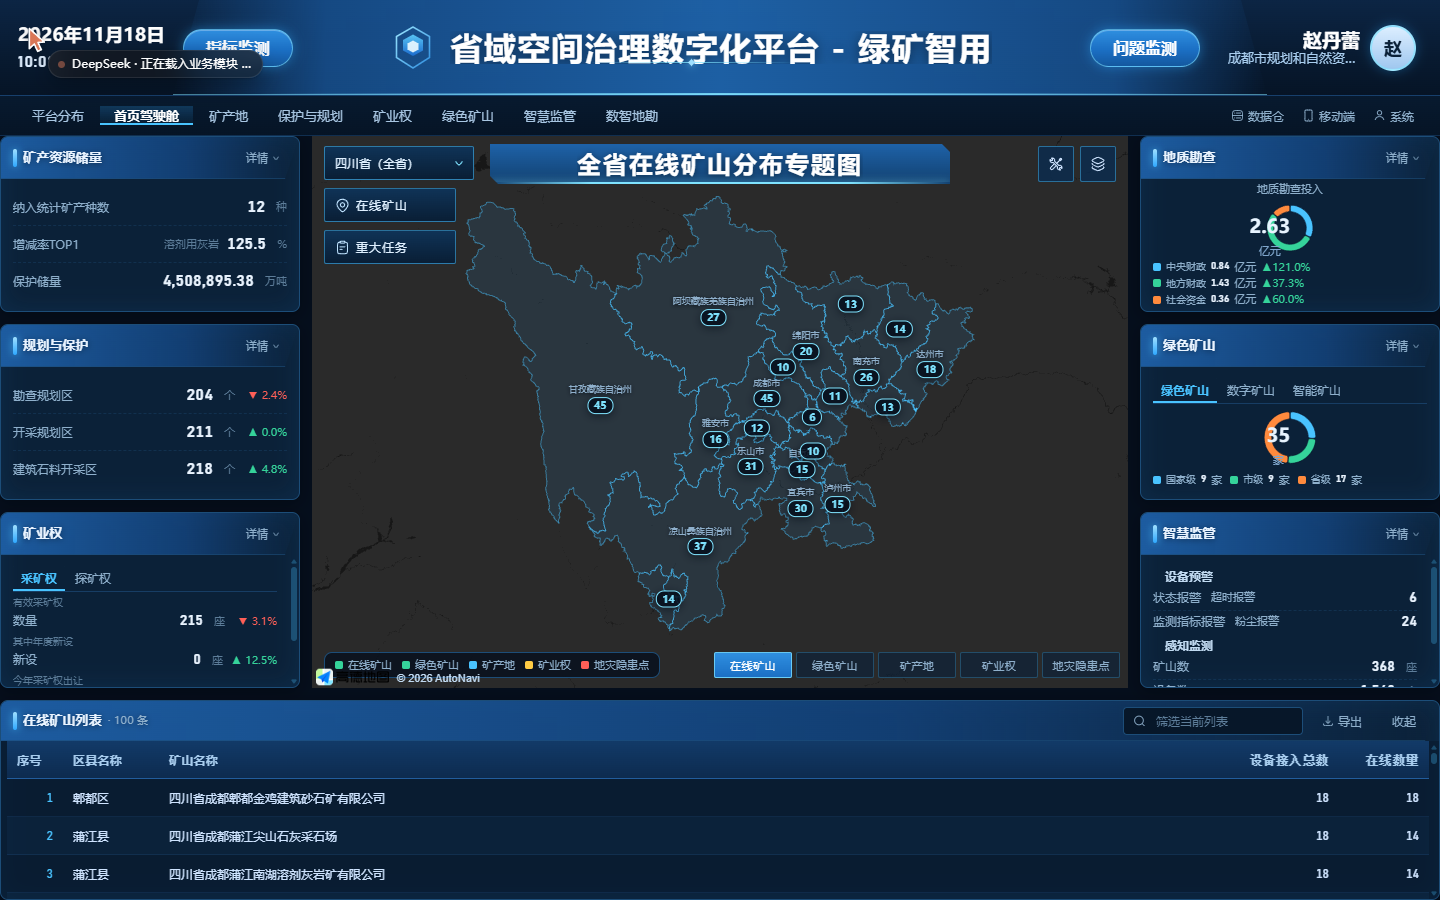 2026年11月18日
10:0
DeepSeek · 正在载入业务模块 ...
指标监测
省域空间治理数字化平台 - 绿矿智用
问题监测
赵丹蕾
成都市规划和自然资...
赵
平台分布
首页驾驶舱
矿产地
保护与规划
矿业权
绿色矿山
智慧监管
数智地勘
数据仓
移动端
系统
矿产资源储量
详情
纳入统计矿产种数 12 种
增减率TOP1 溶剂用灰岩 125.5 %
保护储量 4,508,895.38 万吨
规划与保护
详情
勘查规划区 204 个 ▼ 2.4%
开采规划区 211 个 ▲ 0.0%
建筑石料开采区 218 个 ▲ 4.8%
矿业权
详情
采矿权 探矿权
有效采矿权
数量 215 座 ▼ 3.1%
其中年度新设
新设 0 座 ▲ 12.5%
今年采矿权出让
四川省（全省）
在线矿山
重大任务
全省在线矿山分布专题图
阿坝藏族羌族自治州
27
13
14
绵阳市
20
10
南充市
26
达州市
18
甘孜藏族自治州
45
成都市
45
11
13
6
雅安市
16
12
乐山市
31
10
15
宜宾市
30
泸州市
15
凉山彝族自治州
37
14
在线矿山 绿色矿山 矿产地 矿业权 地灾隐患点
高德地图
© 2026 AutoNavi
在线矿山
绿色矿山
矿产地
矿业权
地灾隐患点
地质勘查
详情
地质勘查投入
2.63
亿元
中央财政 0.84 亿元 ▲121.0%
地方财政 1.43 亿元 ▲37.3%
社会资金 0.36 亿元 ▲60.0%
绿色矿山
详情
绿色矿山 数字矿山 智能矿山
35
家
国家级 9 家 市级 9 家 省级 17 家
智慧监管
详情
设备预警
状态报警 超时报警 6
监测指标报警 粉尘报警 24
感知监测
矿山数 368 座
在线矿山列表 · 100 条
筛选当前列表
导出
收起
序号 区县名称 矿山名称 设备接入总数 在线数量
1 郫都区 四川省成都郫都金鸡建筑砂石矿有限公司 18 18
2 蒲江县 四川省成都蒲江尖山石灰采石场 18 14
3 蒲江县 四川省成都蒲江南湖溶剂灰岩矿有限公司 18 14